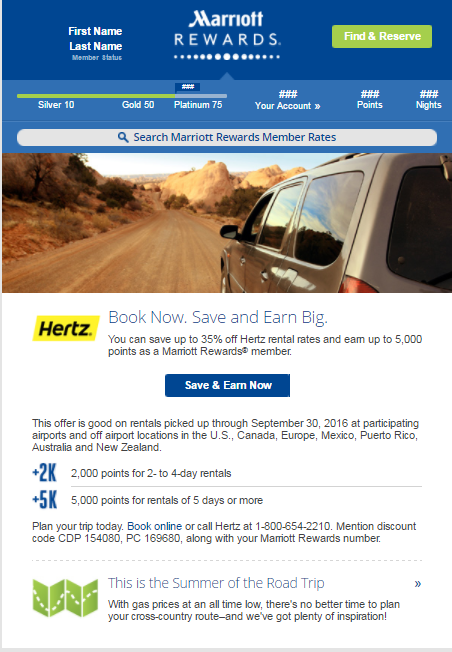 First Name
Last Name
Member Status
Marriott
REWARDS®
Find & Reserve
###
Silver 10
Gold 50
Platinum 75
###
Your Account »
###
Points
###
Nights
Search Marriott Rewards Member Rates
Hertz.
Book Now. Save and Earn Big.
You can save up to 35% off Hertz rental rates and earn up to 5,000
points as a Marriott Rewards® member.
Save & Earn Now
This offer is good on rentals picked up through September 30, 2016 at participating
airports and off airport locations in the U.S., Canada, Europe, Mexico, Puerto Rico,
Australia and New Zealand.
+2K 2,000 points for 2- to 4-day rentals
+5K 5,000 points for rentals of 5 days or more
Plan your trip today. Book online or call Hertz at 1-800-654-2210. Mention discount
code CDP 154080, PC 169680, along with your Marriott Rewards number.
This is the Summer of the Road Trip »
With gas prices at an all time low, there's no better time to plan
your cross-country route–and we've got plenty of inspiration!